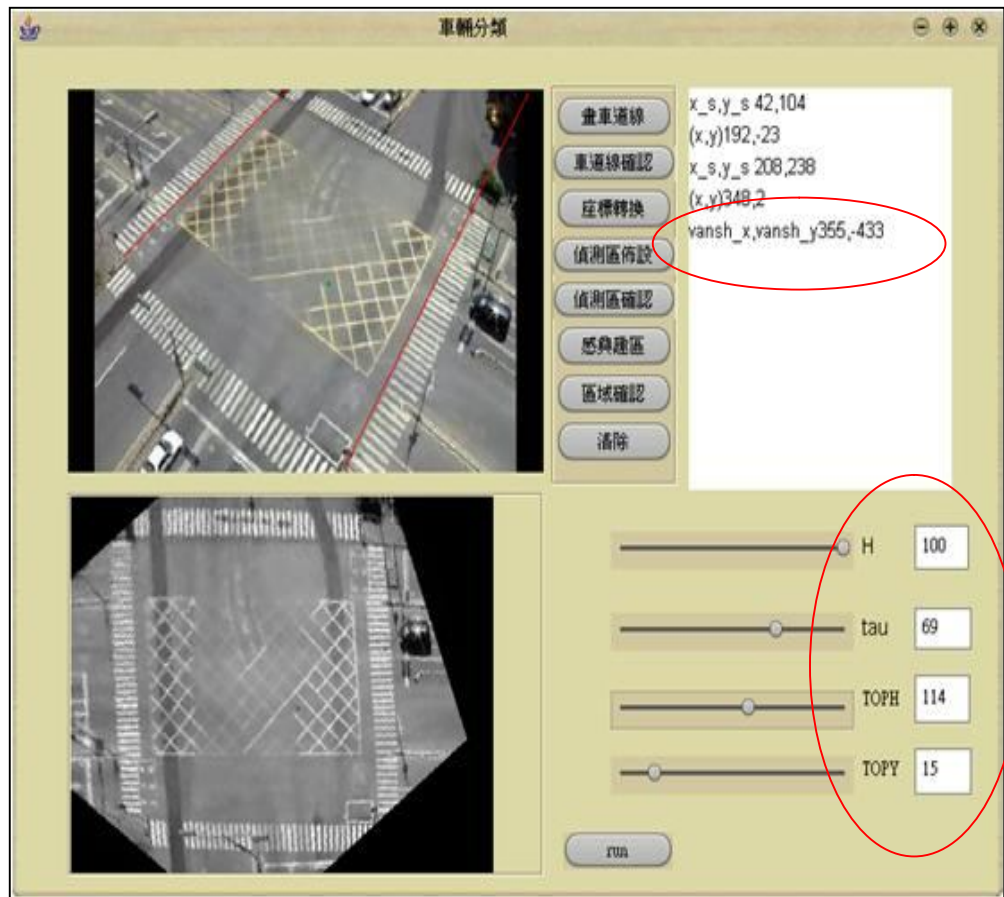 車輛分類
畫車道線
車道線確認
座標轉換
偵測區佈設
偵測區確認
感興趣區
區域確認
清除
x_s,y_s 42,104
(x,y)192,-23
x_s,y_s 208,238
(x,y)348,2
vansh_x,vansh_y355,-433
H 100
tau 69
TOPH 114
TOPY 15
run